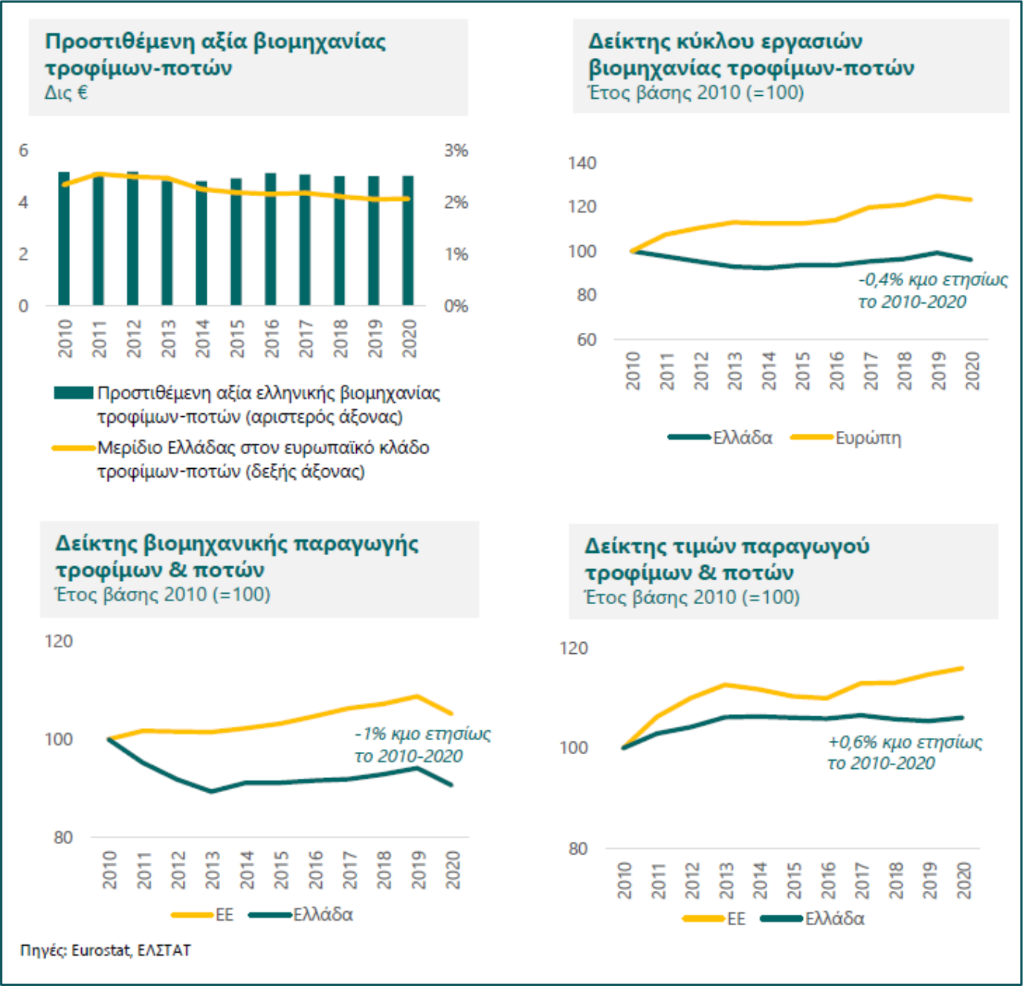 Προστιθέμενη αξία βιομηχανίας
τροφίμων-ποτών
Δις €
6
4
2
0
3%
2%
1%
0%
2010 2011 2012 2013 2014 2015 2016 2017 2018 2019 2020
Προστιθέμενη αξία ελληνικής βιομηχανίας
τροφίμων-ποτών (αριστερός άξονας)
Μερίδιο Ελλάδας στον ευρωπαϊκό κλάδο
τροφίμων-ποτών (δεξής άξονας)
Δείκτης κύκλου εργασιών
βιομηχανίας τροφίμων-ποτών
Έτος βάσης 2010 (=100)
140
120
100
80
60
-0,4% κμο ετησίως
το 2010-2020
2010 2011 2012 2013 2014 2015 2016 2017 2018 2019 2020
Ελλάδα Ευρώπη
Δείκτης βιομηχανικής παραγωγής
τροφίμων & ποτών
Έτος βάσης 2010 (=100)
120
100
80
-1% κμο ετησίως
το 2010-2020
2010 2011 2012 2013 2014 2015 2016 2017 2018 2019 2020
ΕΕ Ελλάδα
Δείκτης τιμών παραγωγού
τροφίμων & ποτών
Έτος βάσης 2010 (=100)
120
100
80
+0,6% κμο ετησίως
το 2010-2020
2010 2011 2012 2013 2014 2015 2016 2017 2018 2019 2020
ΕΕ Ελλάδα
Πηγές: Eurostat, ΕΛΣΤΑΤ